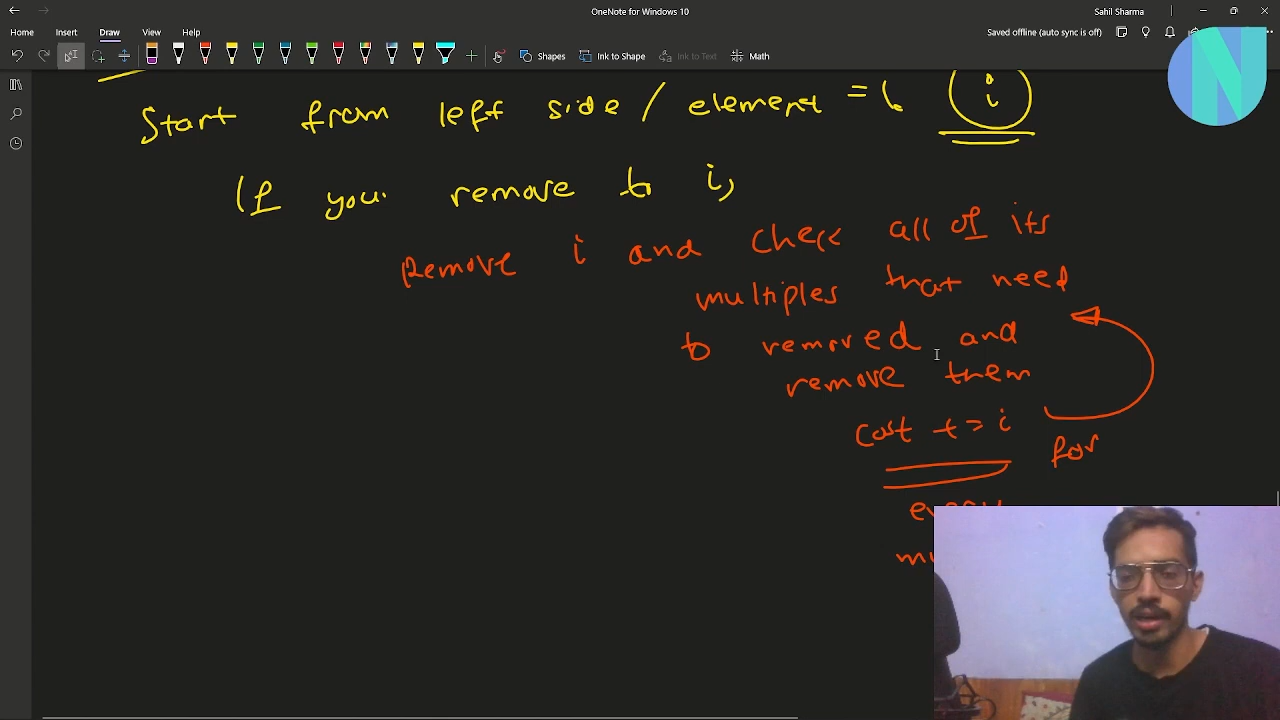 OneNote for Windows 10
Sahil Sharma
Home Insert Draw View Help
Saved offline (auto sync is off)
Shapes Ink to Shape Ink to Text Math
Start from left side / element =
i
If you remove to i,
Remove i and check all of its
multiples that need
to removed and
remove them
cost += i
for
N